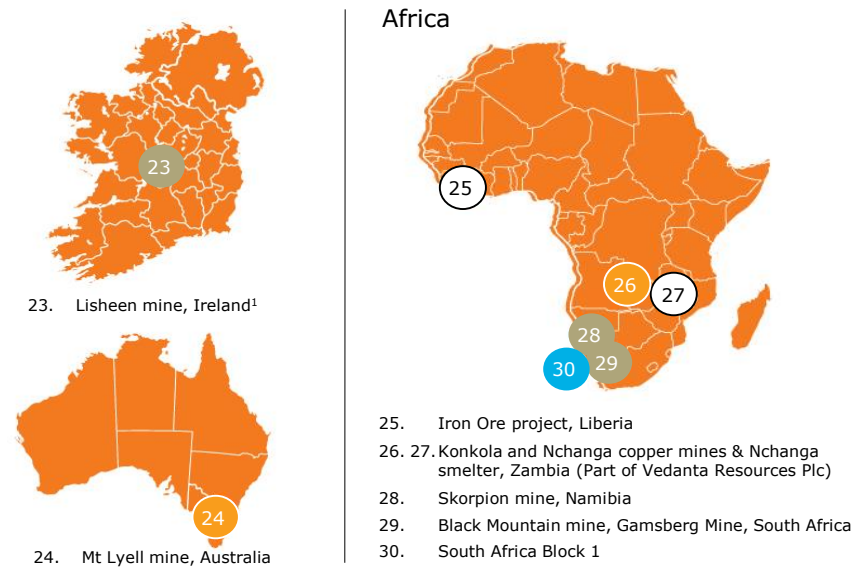 23
23. Lisheen mine, Ireland1
24
24. Mt Lyell mine, Australia
Africa
25
26
27
28
29
30
25. Iron Ore project, Liberia
26. 27. Konkola and Nchanga copper mines & Nchanga
smelter, Zambia (Part of Vedanta Resources Plc)
28. Skorpion mine, Namibia
29. Black Mountain mine, Gamsberg Mine, South Africa
30. South Africa Block 1